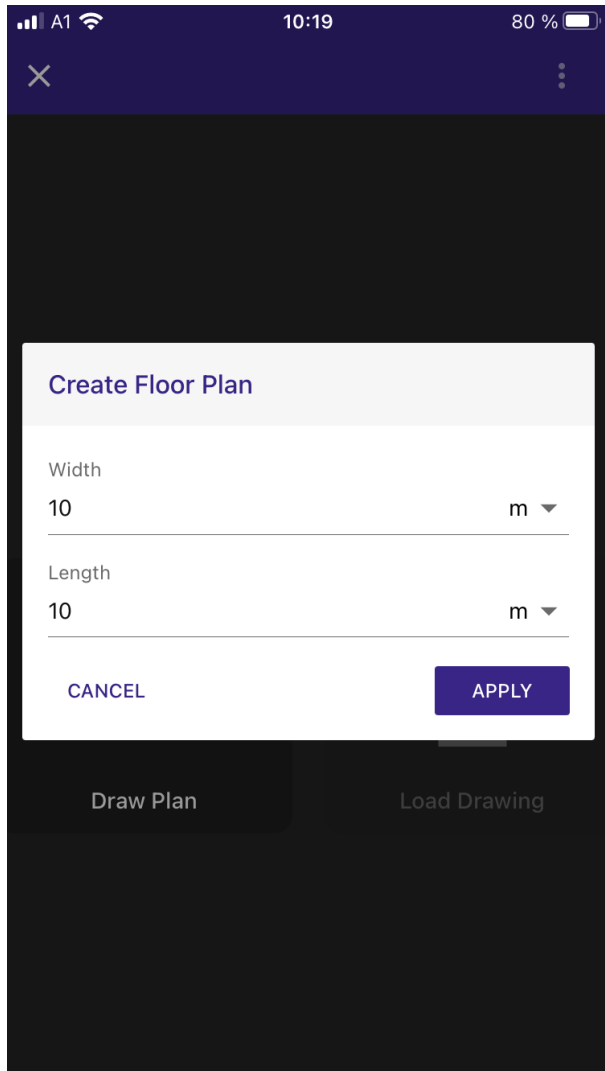 A1 10:19 80 %
Create Floor Plan
Width
10 m
Length
10 m
CANCEL APPLY
Draw Plan Load Drawing